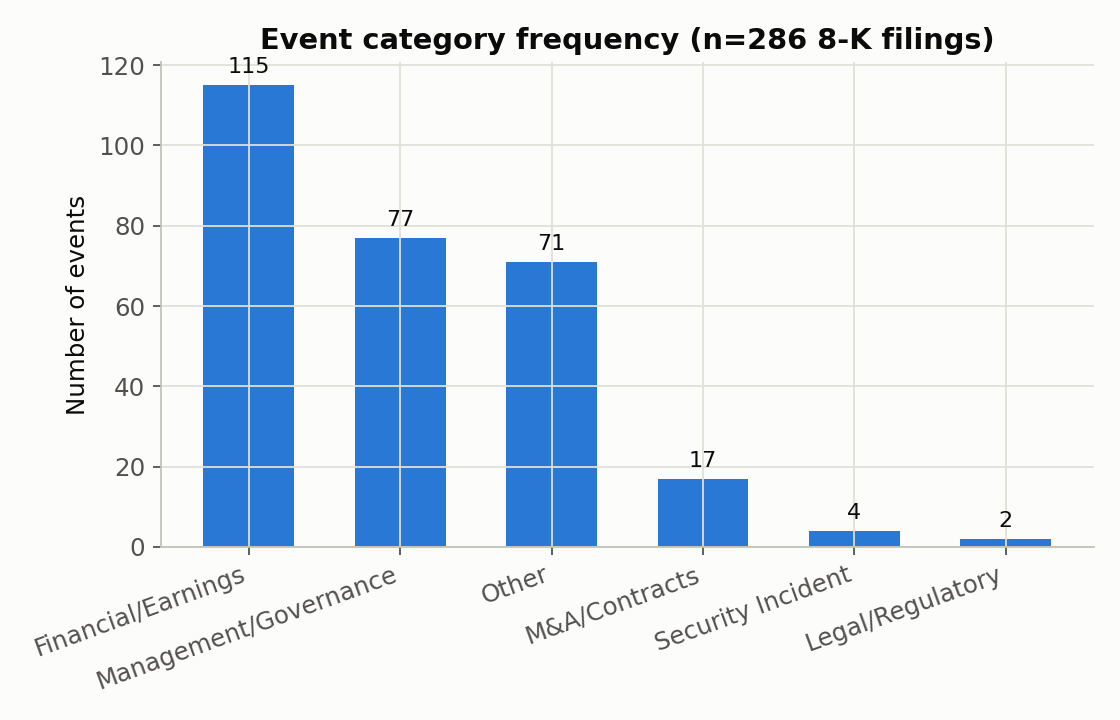 Event category frequency (n=286 8-K filings)
Number of events
120
100
80
60
40
20
0
115
77
71
17
4
2
Financial/Earnings
Management/Governance
Other
M&A/Contracts
Security Incident
Legal/Regulatory